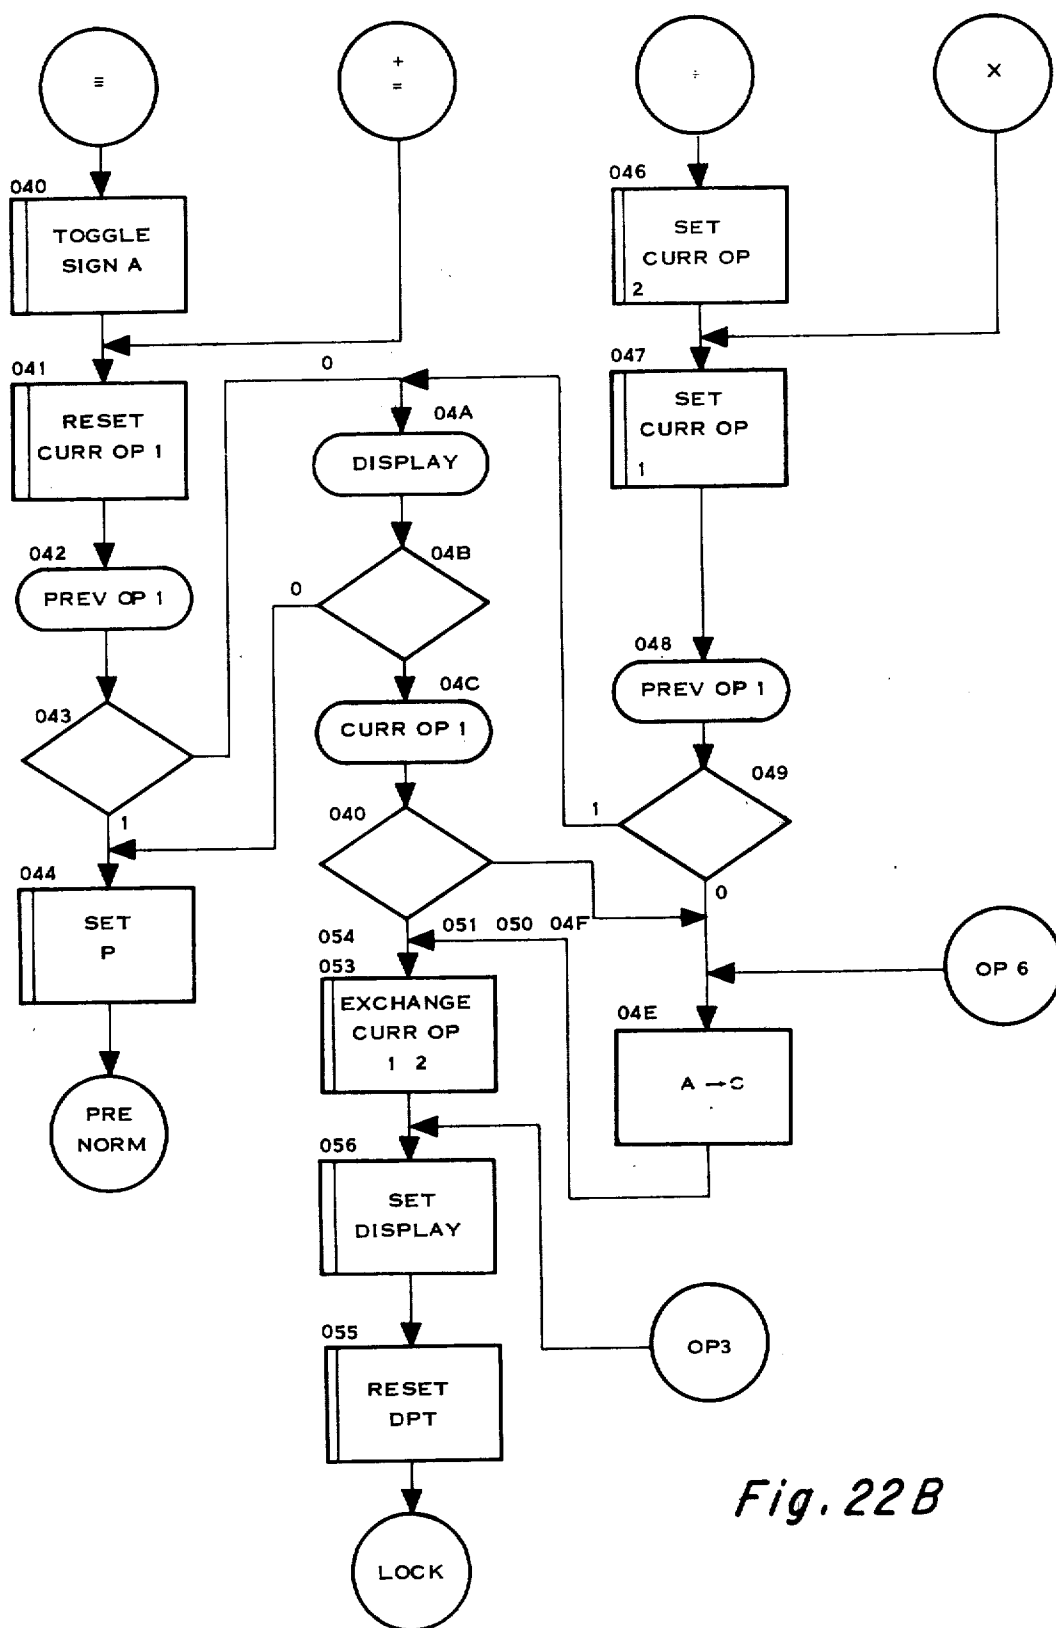 ≡
+
=
÷
×
040
TOGGLE
SIGN A
046
SET
CURR OP
2
041
RESET
CURR OP 1
0
04A
DISPLAY
047
SET
CURR OP
1
042
PREV OP 1
04B
0
048
PREV OP 1
043
1
04C
CURR OP 1
049
1
0
044
SET
P
040
051 050 04F
054
053
EXCHANGE
CURR OP
1 2
OP 6
04E
A → C
PRE
NORM
056
SET
DISPLAY
055
RESET
DPT
OP3
LOCK
Fig. 22B